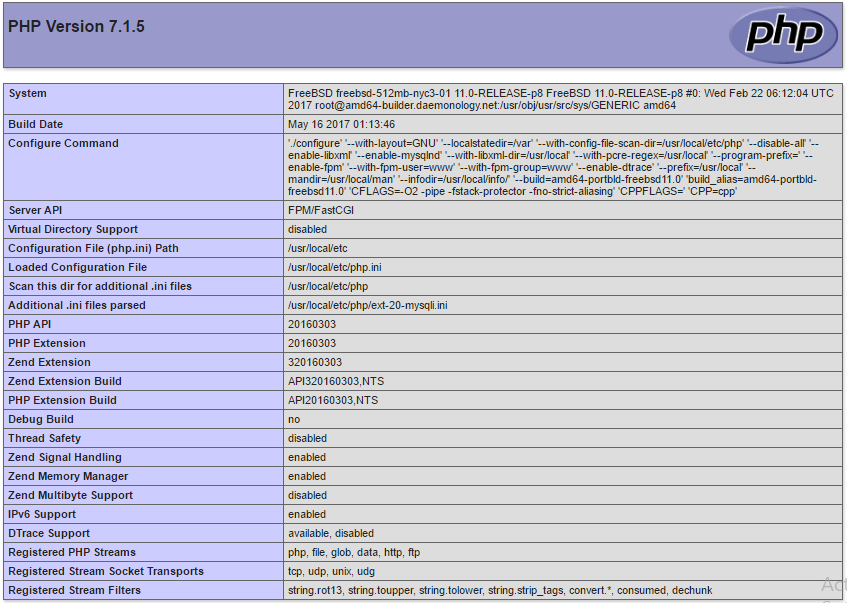 PHP Version 7.1.5
php
System
FreeBSD freebsd-512mb-nyc3-01 11.0-RELEASE-p8 FreeBSD 11.0-RELEASE-p8 #0: Wed Feb 22 06:12:04 UTC
2017 root@amd64-builder.daemonology.net:/usr/obj/usr/src/sys/GENERIC amd64
Build Date May 16 2017 01:13:46
Configure Command
'./configure' '--with-layout=GNU' '--localstatedir=/var' '--with-config-file-scan-dir=/usr/local/etc/php' '--disable-all' '--
enable-libxml' '--enable-mysqlnd' '--with-libxml-dir=/usr/local' '--with-pcre-regex=/usr/local' '--program-prefix=' '--
enable-fpm' '--with-fpm-user=www' '--with-fpm-group=www' '--enable-dtrace' '--prefix=/usr/local' '--
mandir=/usr/local/man' '--infodir=/usr/local/info/' '--build=amd64-portbld-freebsd11.0' 'build_alias=amd64-portbld-
freebsd11.0' 'CFLAGS=-O2 -pipe -fstack-protector -fno-strict-aliasing' 'CPPFLAGS=' 'CPP=cpp'
Server API FPM/FastCGI
Virtual Directory Support disabled
Configuration File (php.ini) Path /usr/local/etc
Loaded Configuration File /usr/local/etc/php.ini
Scan this dir for additional .ini files /usr/local/etc/php
Additional .ini files parsed /usr/local/etc/php/ext-20-mysqli.ini
PHP API 20160303
PHP Extension 20160303
Zend Extension 320160303
Zend Extension Build API320160303,NTS
PHP Extension Build API20160303,NTS
Debug Build no
Thread Safety disabled
Zend Signal Handling enabled
Zend Memory Manager enabled
Zend Multibyte Support disabled
IPv6 Support enabled
DTrace Support available, disabled
Registered PHP Streams php, file, glob, data, http, ftp
Registered Stream Socket Transports tcp, udp, unix, udg
Registered Stream Filters string.rot13, string.toupper, string.tolower, string.strip_tags, convert.*, consumed, dechunk